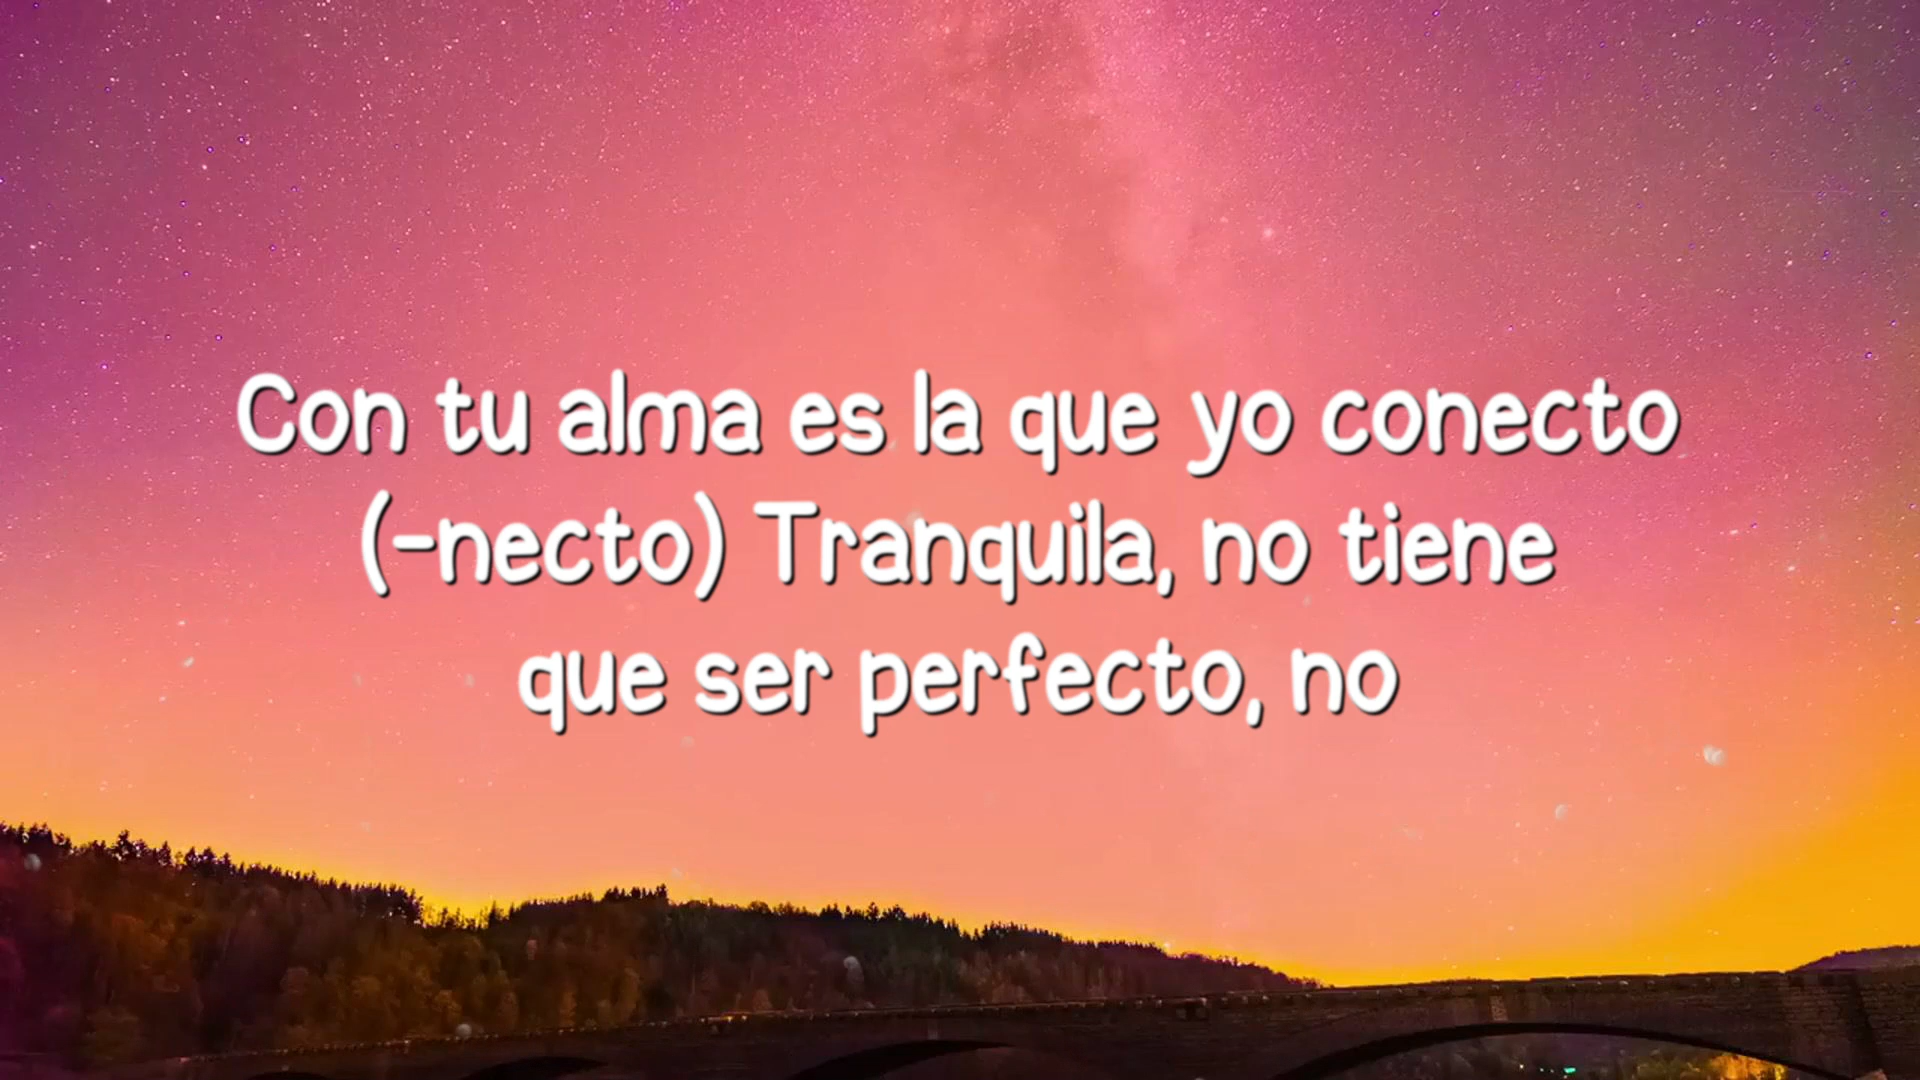 Con tu alma es la que yo conecto
(-necto) Tranquila, no tiene
que ser perfecto, no